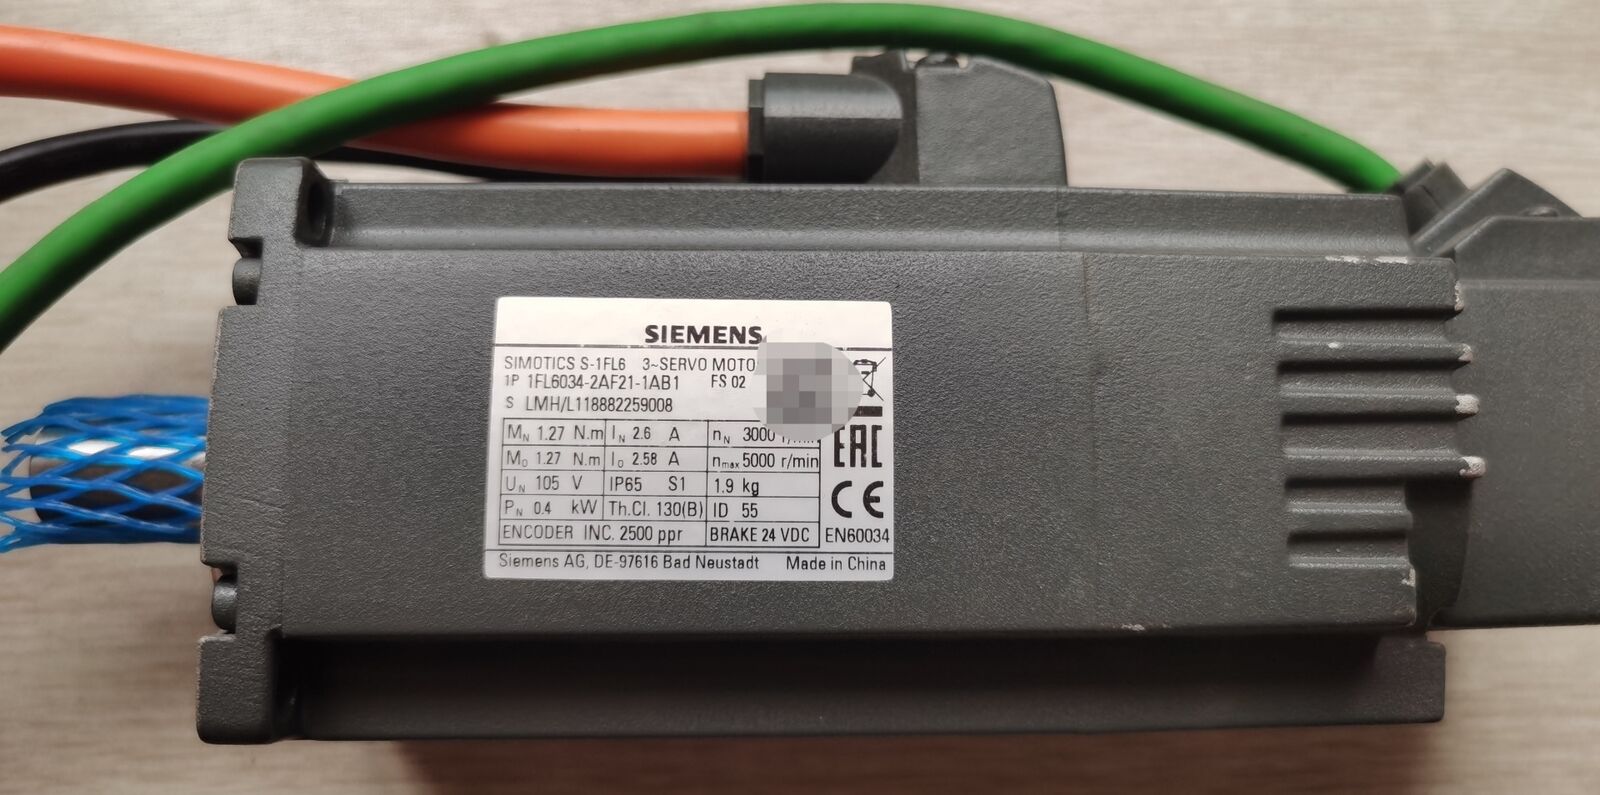 SIEMENS
SIMOTICS S-1FL6 3~SERVO MOTO
1P 1FL6034-2AF21-1AB1 FS 02
S LMH/L118882259008
MN 1.27 N.m IN 2.6 A nN 3000 r/min
M0 1.27 N.m I0 2.58 A nmax 5000 r/min
EAC
UN 105 V IP65 S1 1.9 kg
CE
PN 0.4 kW Th.Cl. 130(B) ID 55
ENCODER INC. 2500 ppr BRAKE 24 VDC EN60034
Siemens AG, DE-97616 Bad Neustadt Made in China